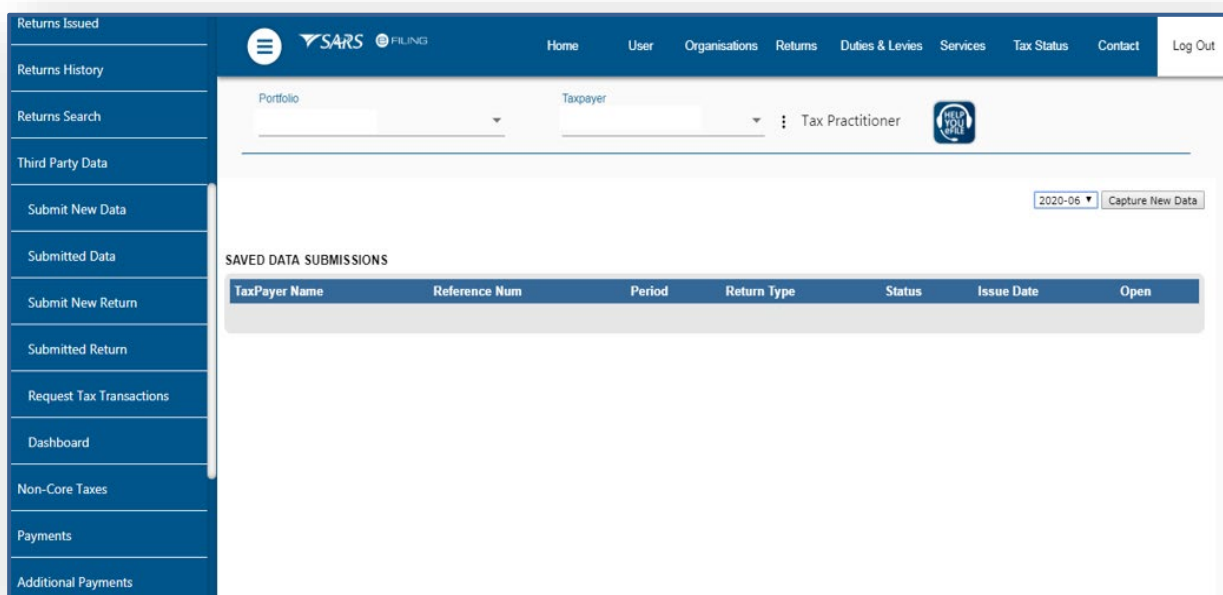 Returns Issued
Returns History
Returns Search
Third Party Data
Submit New Data
Submitted Data
Submit New Return
Submitted Return
Request Tax Transactions
Dashboard
Non-Core Taxes
Payments
Additional Payments
SARS e FILING
Home User Organisations Returns Duties & Levies Services Tax Status Contact Log Out
Portfolio Taxpayer
Tax Practitioner
HELP YOU eFILE
2020-06 Capture New Data
SAVED DATA SUBMISSIONS
TaxPayer Name Reference Num Period Return Type Status Issue Date Open